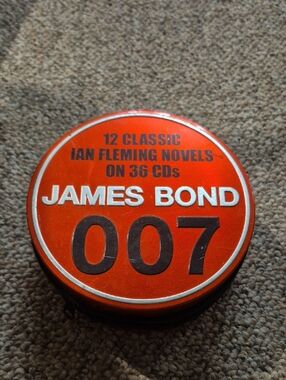 12 CLASSIC
IAN FLEMING NOVELS
ON 36 CDs
JAMES BOND
007